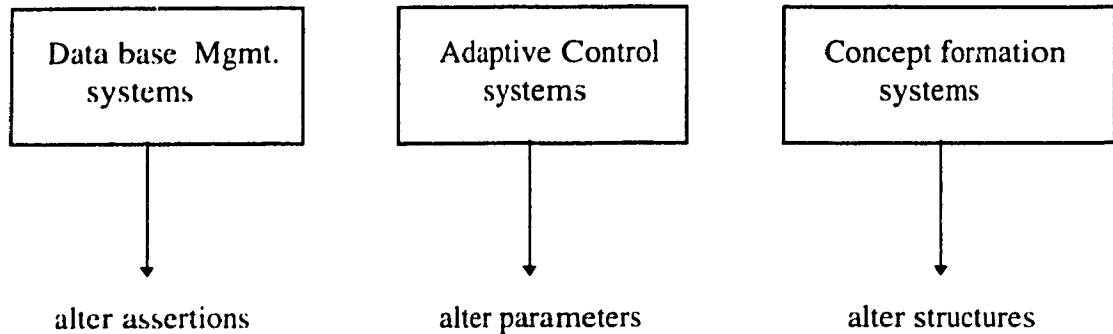 Data base Mgmt.
systems
Adaptive Control
systems
Concept formation
systems
alter assertions
alter parameters
alter structures